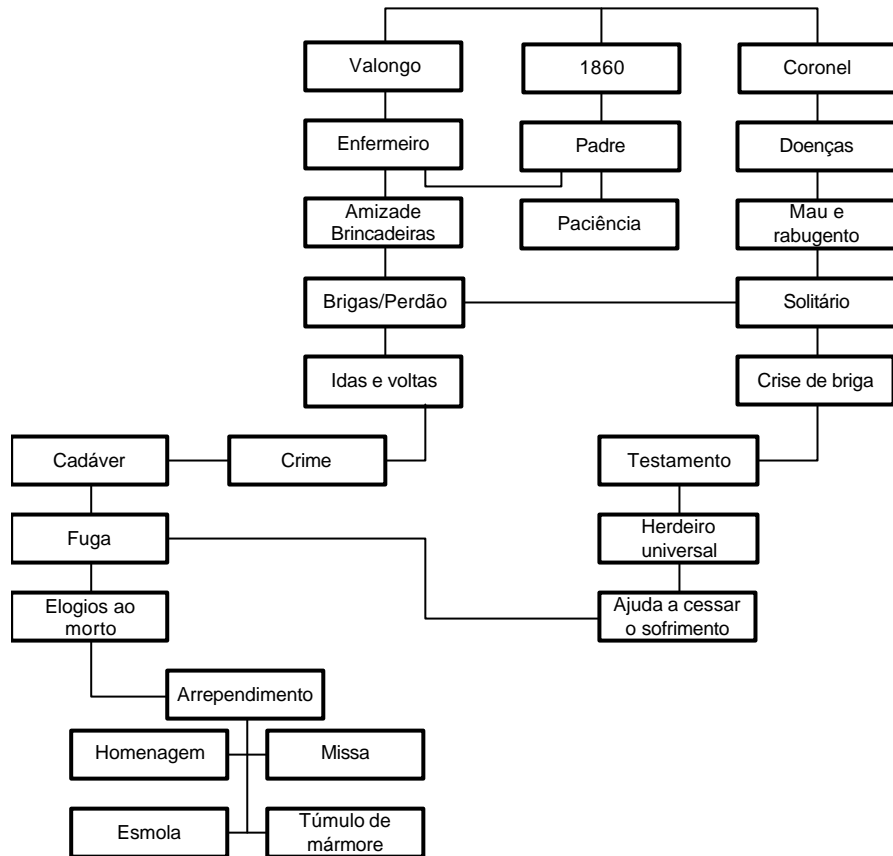 Valongo
1860
Coronel
Enfermeiro
Padre
Doenças
Amizade
Brincadeiras
Paciência
Mau e
rabugento
Brigas/Perdão
Solitário
Idas e voltas
Crise de briga
Cadáver
Crime
Testamento
Fuga
Herdeiro
universal
Elogios ao
morto
Ajuda a cessar
o sofrimento
Arrependimento
Homenagem
Missa
Esmola
Túmulo de
mármore